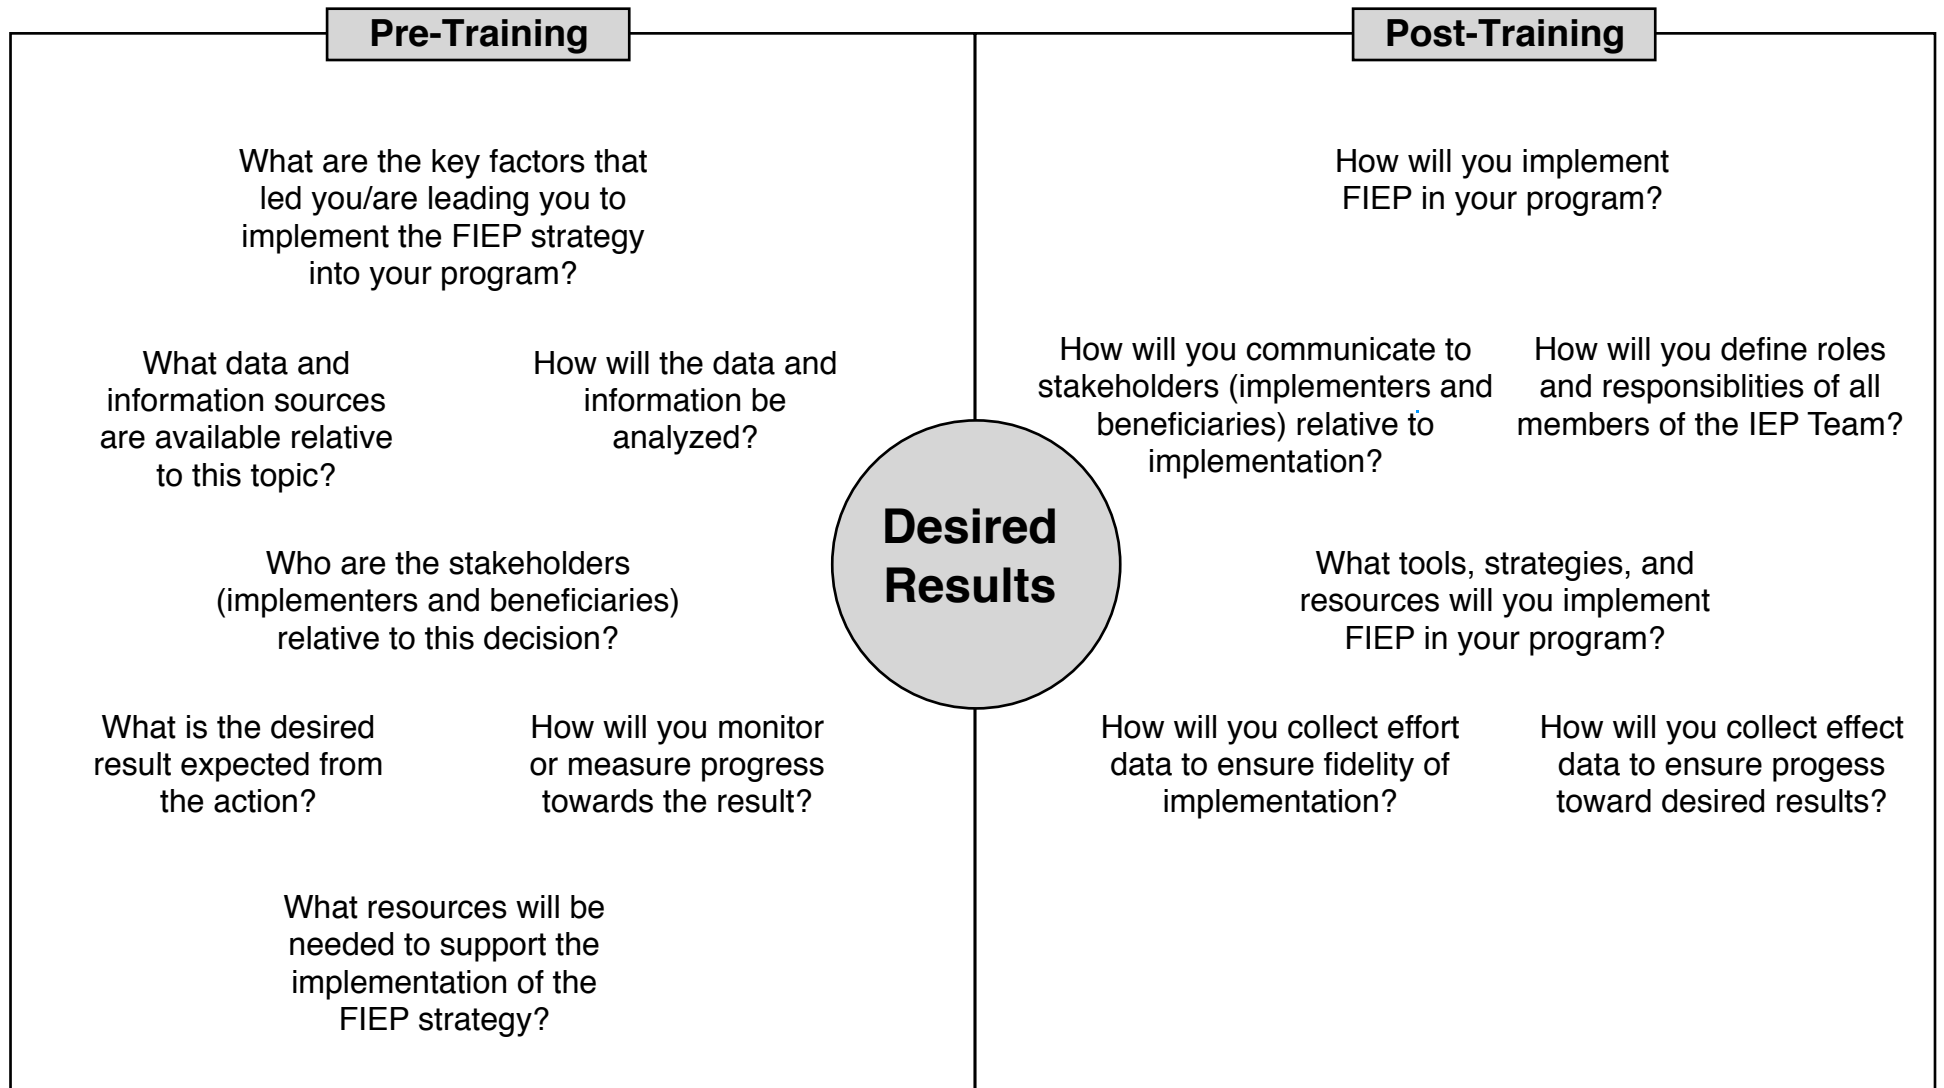 Pre-Training
What are the key factors that
led you/are leading you to
implement the FIEP strategy
into your program?
What data and
information sources
are available relative
to this topic?
How will the data and
information be
analyzed?
Who are the stakeholders
(implementers and beneficiaries)
relative to this decision?
What is the desired
result expected from
the action?
How will you monitor
or measure progress
towards the result?
What resources will be
needed to support the
implementation of the
FIEP strategy?
Desired
Results
Post-Training
How will you implement
FIEP in your program?
How will you communicate to
stakeholders (implementers and
beneficiaries) relative to
implementation?
How will you define roles
and responsiblities of all
members of the IEP Team?
What tools, strategies, and
resources will you implement
FIEP in your program?
How will you collect effort
data to ensure fidelity of
implementation?
How will you collect effect
data to ensure progess
toward desired results?